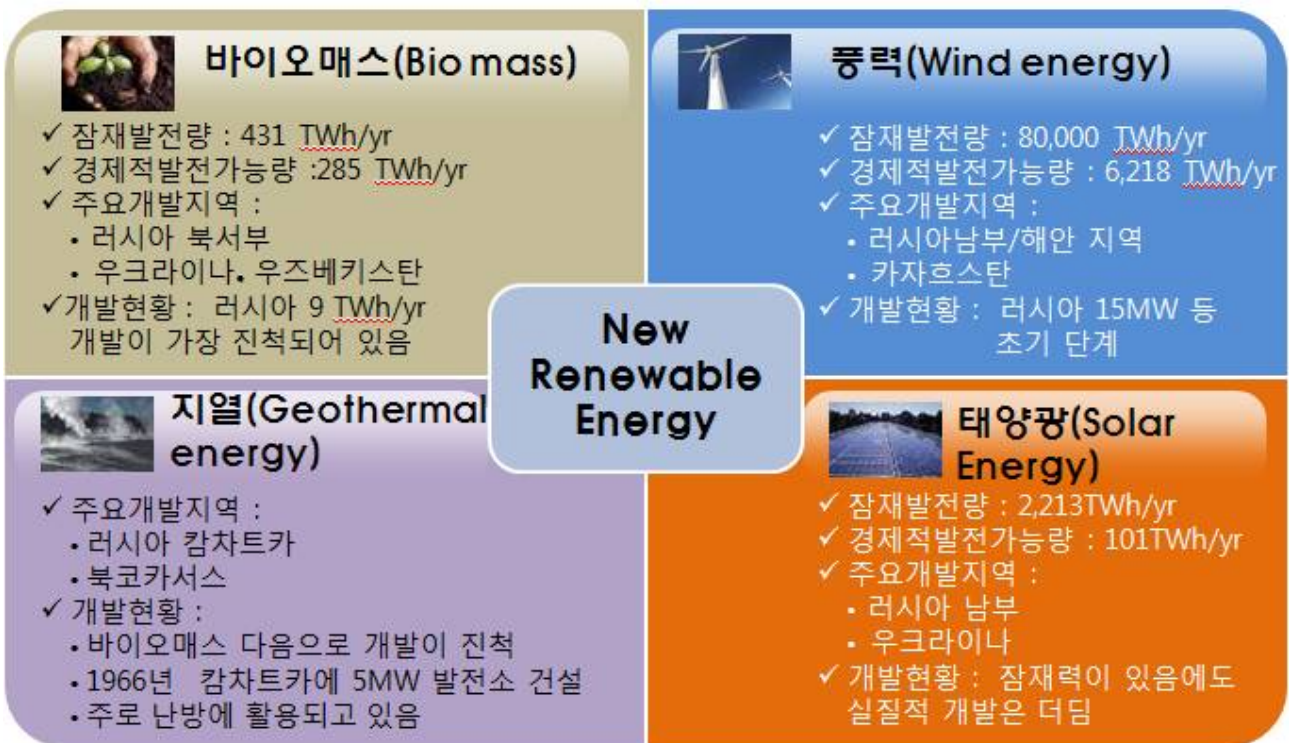 바이오매스(Bio mass)
✓ 잠재발전량 : 431 TWh/yr
✓ 경제적발전가능량 :285 TWh/yr
✓ 주요개발지역 :
• 러시아 북서부
• 우크라이나. 우즈베키스탄
✓개발현황 : 러시아 9 TWh/yr
개발이 가장 진척되어 있음
풍력(Wind energy)
✓ 잠재발전량 : 80,000 TWh/yr
✓ 경제적발전가능량 : 6,218 TWh/yr
✓ 주요개발지역 :
• 러시아남부/해안 지역
• 카자흐스탄
✓ 개발현황 : 러시아 15MW 등
초기 단계
New
Renewable
Energy
지열(Geothermal
energy)
✓ 주요개발지역 :
• 러시아 캄차트카
• 북코카서스
✓ 개발현황 :
• 바이오매스 다음으로 개발이 진척
• 1966년 캄차트카에 5MW 발전소 건설
• 주로 난방에 활용되고 있음
태양광(Solar
Energy)
✓ 잠재발전량 : 2,213TWh/yr
✓ 경제적발전가능량 : 101TWh/yr
✓ 주요개발지역 :
• 러시아 남부
• 우크라이나
✓ 개발현황 : 잠재력이 있음에도
실질적 개발은 더딤